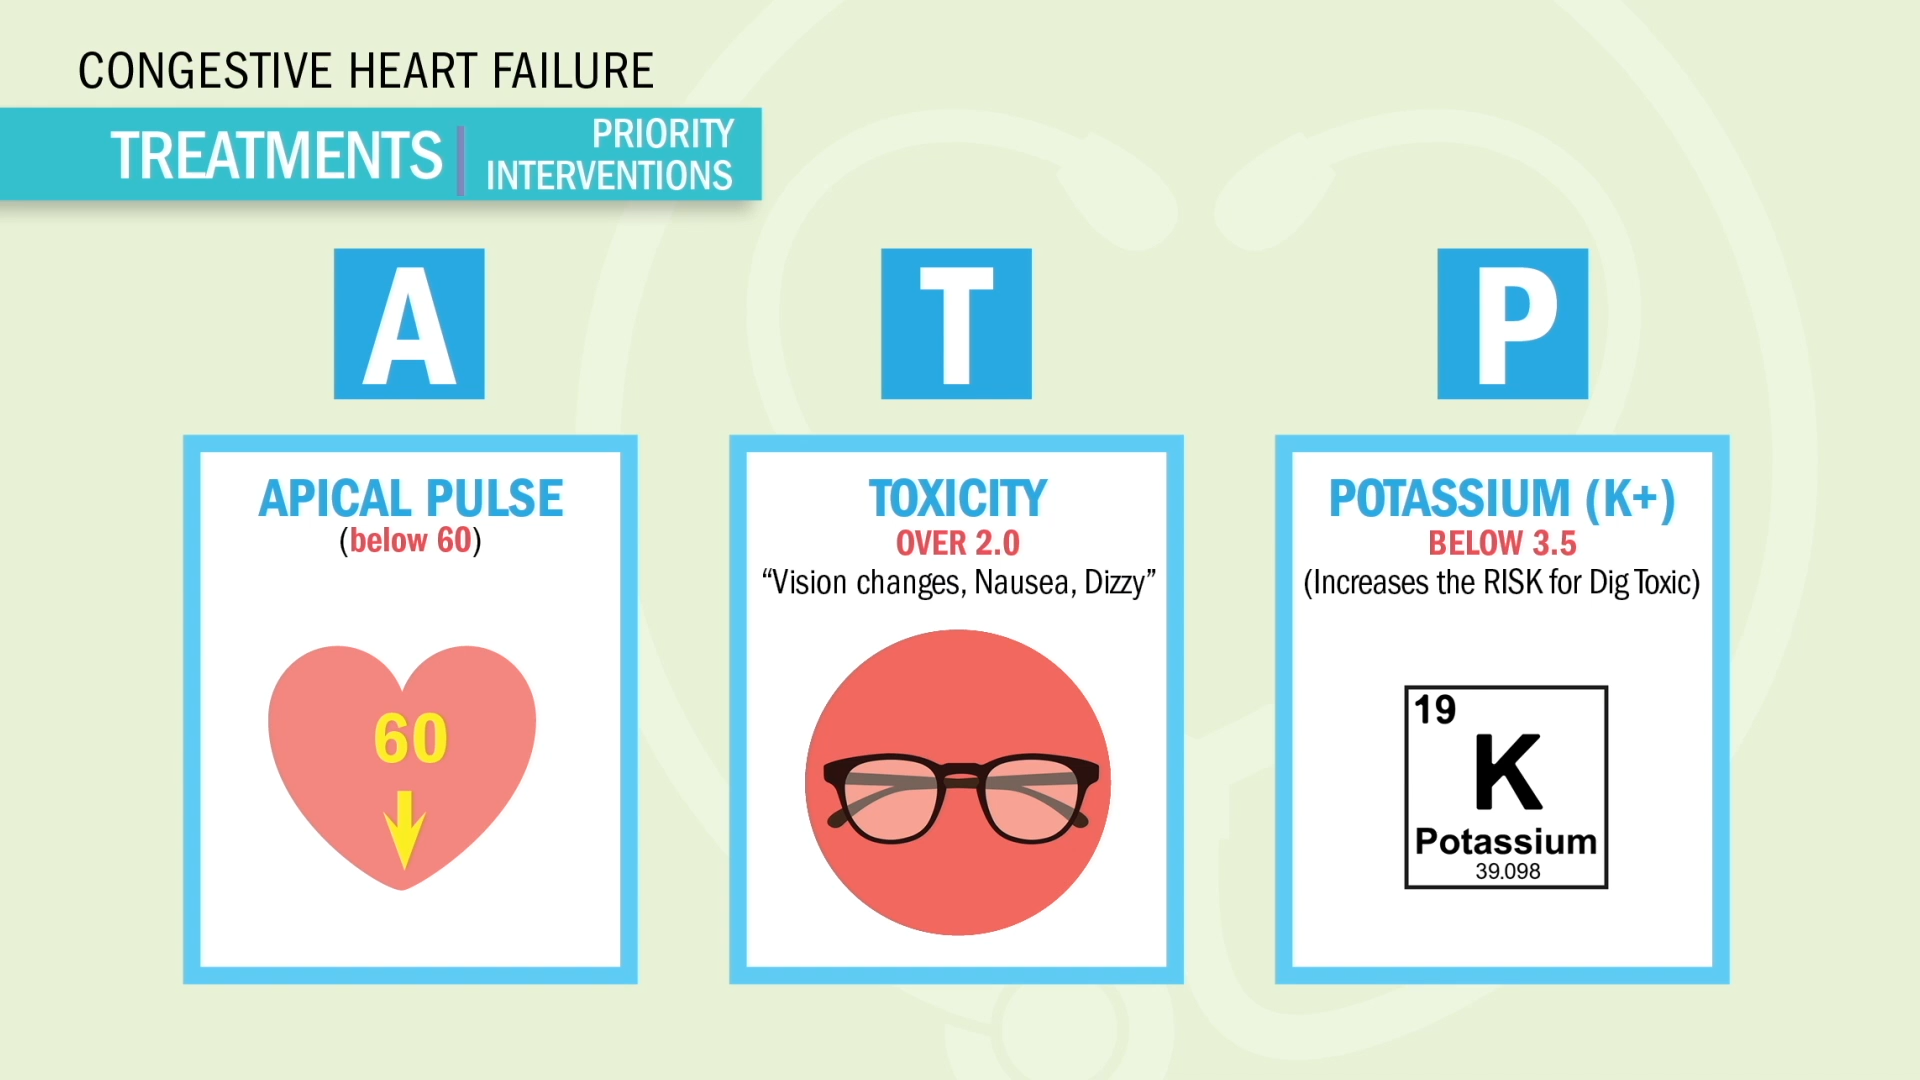 CONGESTIVE HEART FAILURE
TREATMENTS
PRIORITY
INTERVENTIONS
A
APICAL PULSE
(below 60)
60
T
TOXICITY
OVER 2.0
“Vision changes, Nausea, Dizzy”
P
POTASSIUM (K+)
BELOW 3.5
(Increases the RISK for Dig Toxic)
19
K
Potassium
39.098